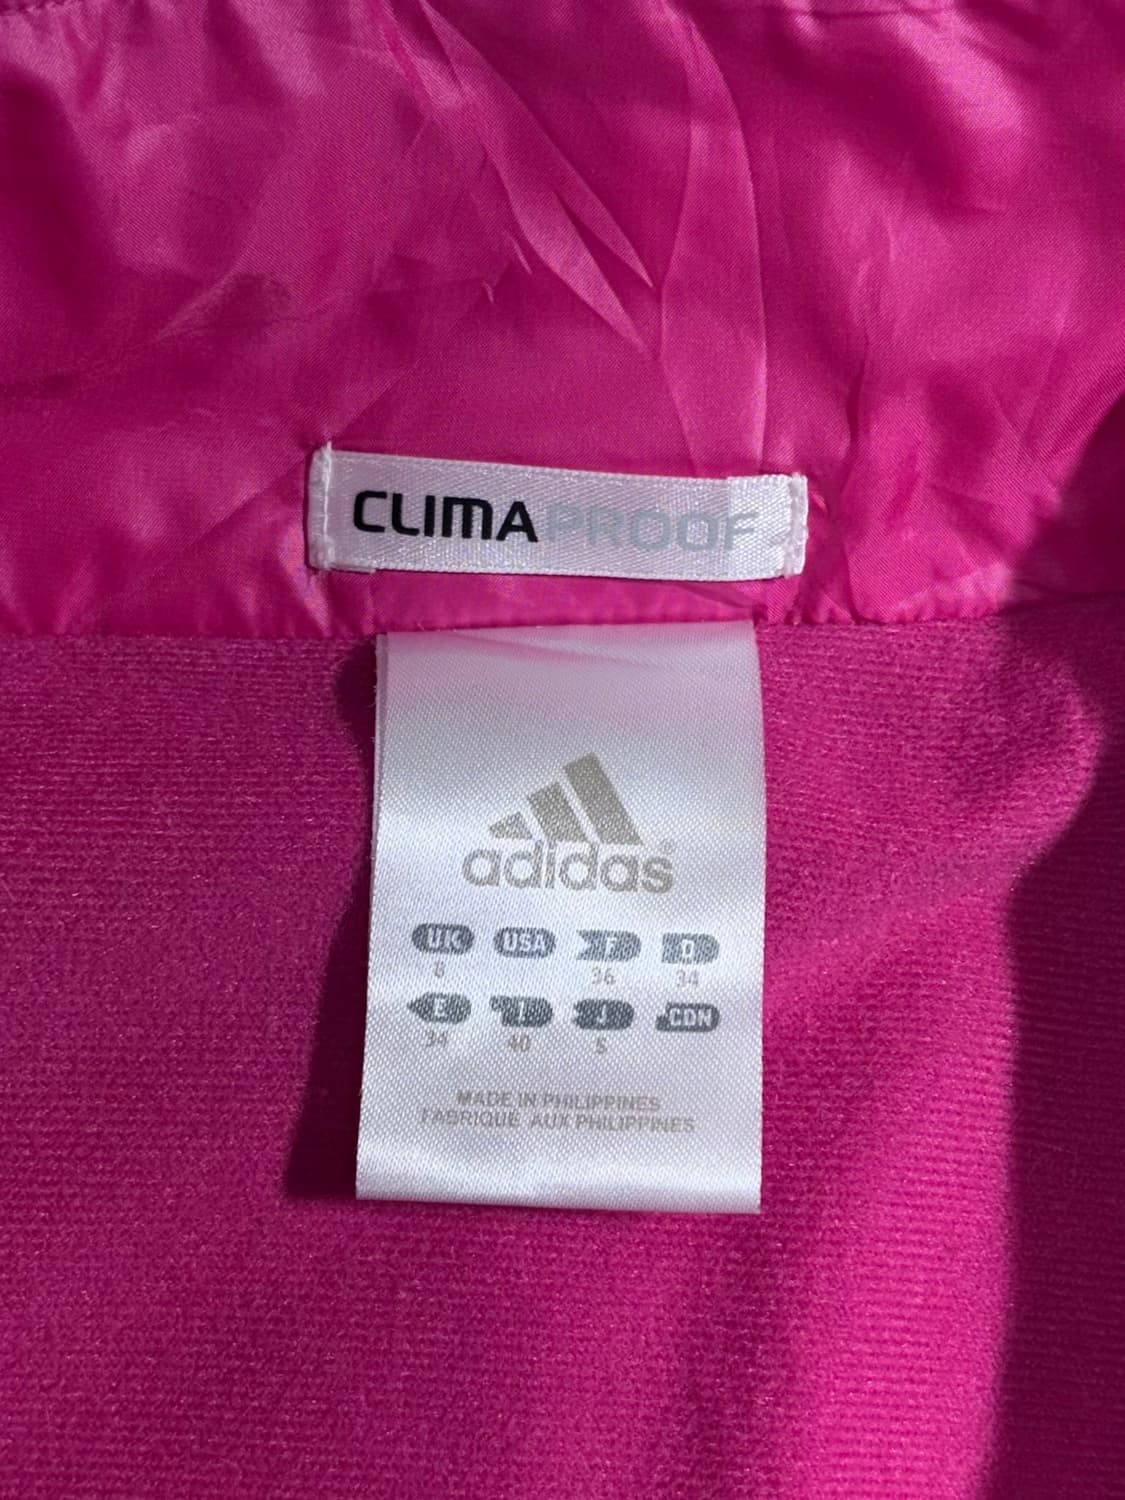 CLIMAPROOF
adidas®
UK USA F D
8 36 34
E I J CDN
34 40 S
MADE IN PHILIPPINES
FABRIQUE AUX PHILIPPINES